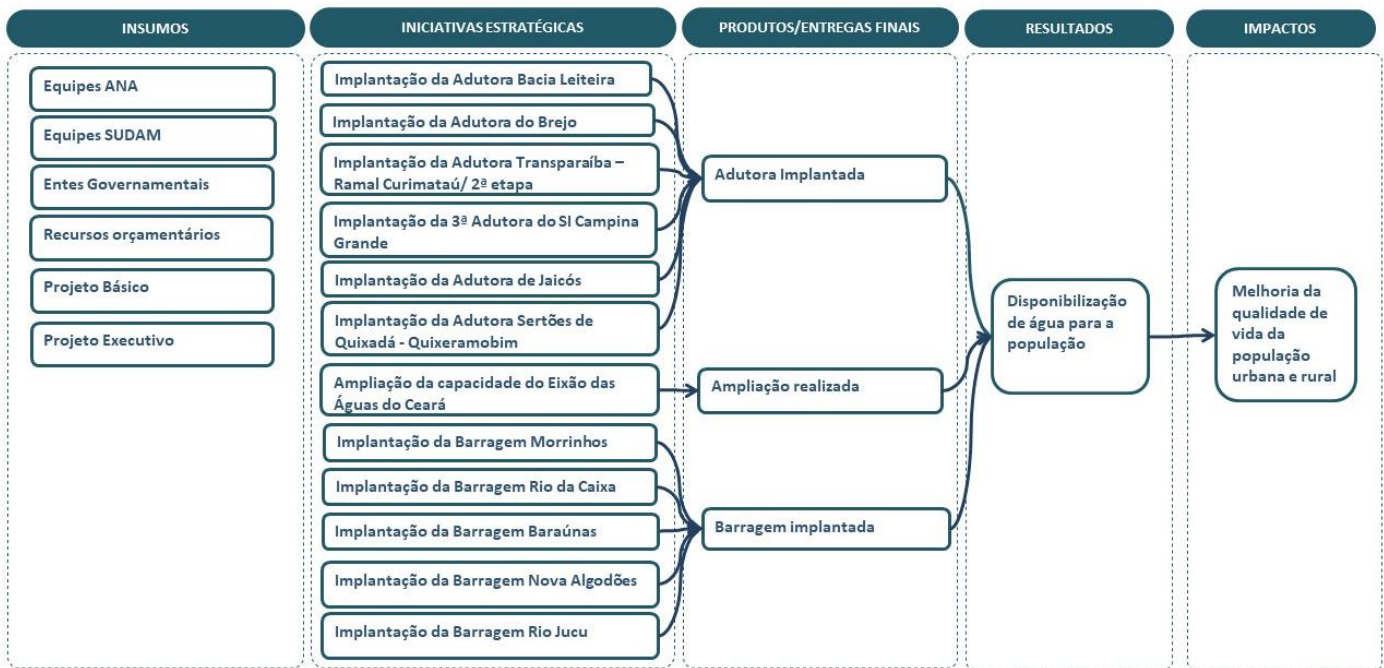 INSUMOS
INICIATIVAS ESTRATÉGICAS
PRODUTOS/ENTREGAS FINAIS
RESULTADOS
IMPACTOS
Equipes ANA
Equipes SUDAM
Entes Governamentais
Recursos orçamentários
Projeto Básico
Projeto Executivo
Implantação da Adutora Bacia Leiteira
Implantação da Adutora do Brejo
Implantação da Adutora Transparaíba –
Ramal Curimataú/ 2ª etapa
Implantação da 3ª Adutora do SI Campina
Grande
Implantação da Adutora de Jaicós
Implantação da Adutora Sertões de
Quixadá - Quixeramobim
Ampliação da capacidade do Eixão das
Águas do Ceará
Implantação da Barragem Morrinhos
Implantação da Barragem Rio da Caixa
Implantação da Barragem Baraúnas
Implantação da Barragem Nova Algodões
Implantação da Barragem Rio Jucu
Adutora Implantada
Ampliação realizada
Barragem implantada
Disponibilização
de água para a
população
Melhoria da
qualidade de
vida da
população
urbana e rural